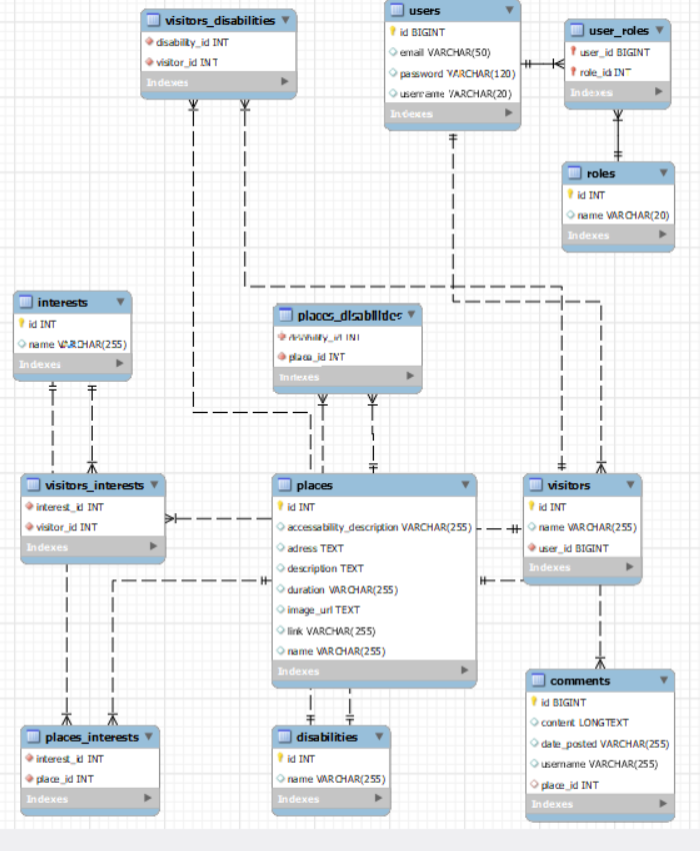 visitors_disabilities
disability_id INT
visitor_id INT
Indexes
users
id BIGINT
email VARCHAR(50)
password VARCHAR(120)
username VARCHAR(20)
Indexes
user_roles
user_id BIGINT
role_id INT
Indexes
roles
id INT
name VARCHAR(20)
Indexes
interests
id INT
name VARCHAR(255)
Indexes
places_disabilities
disability_id INT
place_id INT
Indexes
visitors_interests
interest_id INT
visitor_id INT
Indexes
places
id INT
accessability_description VARCHAR(255)
adress TEXT
description TEXT
duration VARCHAR(255)
image_url TEXT
link VARCHAR(255)
name VARCHAR(255)
Indexes
visitors
id INT
name VARCHAR(255)
user_id BIGINT
Indexes
places_interests
interest_id INT
place_id INT
Indexes
disabilities
id INT
name VARCHAR(255)
Indexes
comments
id BIGINT
content LONGTEXT
date_posted VARCHAR(255)
username VARCHAR(255)
place_id INT
Indexes